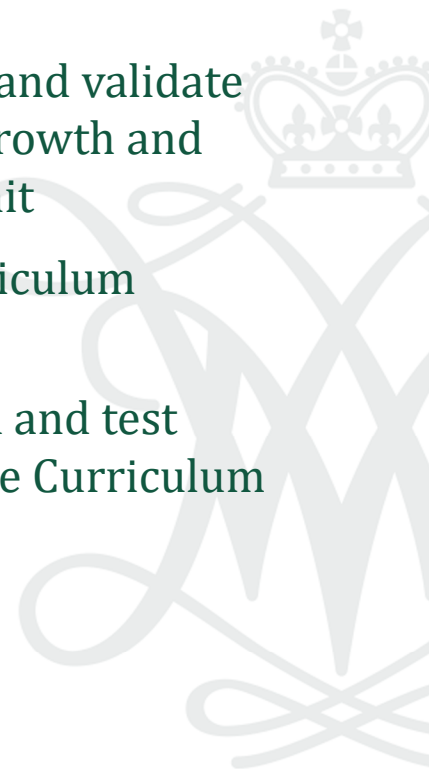 and validate
rowth and
it
iculum
and test
e Curriculum